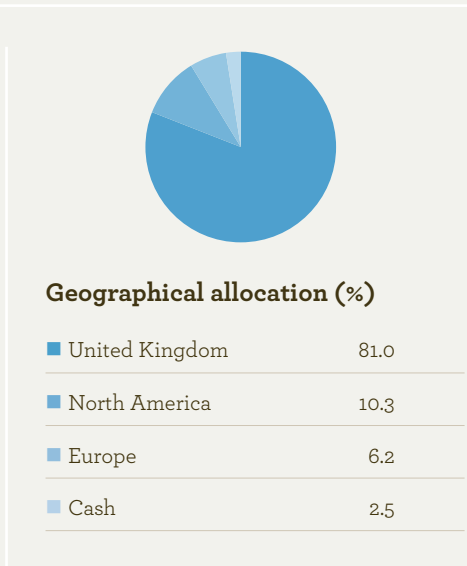 Geographical allocation (%)
United Kingdom 81.0
North America 10.3
Europe 6.2
Cash 2.5